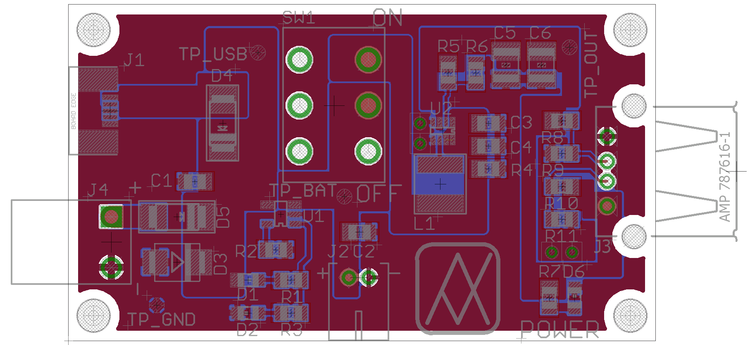 SW1
ON
J1
TP_USB
D4
BOARD EDGE
R5
R6
C5
C6
TP_OUT
U2
C3
C4
R4
R8
R9
R10
R11
J3
AMP 787616-1
C1
J4
+
D5
TP_BAT
OFF
U1
L1
R2
D3
J2
C2
+
-
D1
R1
D2
R3
R7
D6
-
TP_GND
POWER